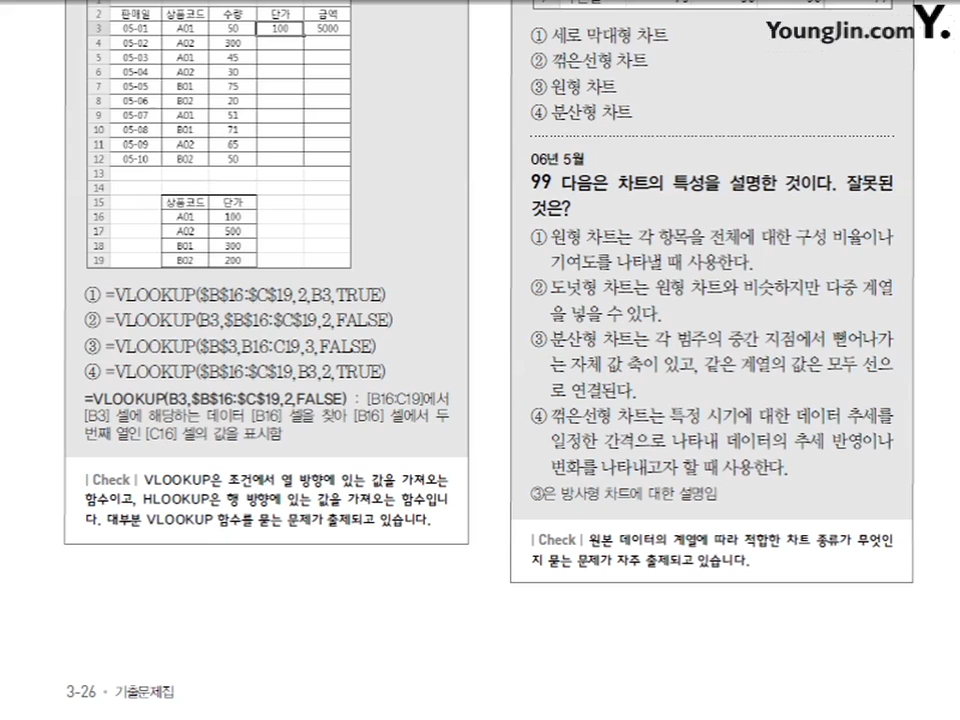 1
2 판매일 상품코드 수량 단가 금액
3 05-01 A01 50 100 5000
4 05-02 A02 300
5 05-03 A01 45
6 05-04 A02 30
7 05-05 B01 75
8 05-06 B02 20
9 05-07 A01 51
10 05-08 B01 71
11 05-09 A02 65
12 05-10 B02 50
13
14
15 상품코드 단가
16 A01 100
17 A02 500
18 B01 300
19 B02 200
① =VLOOKUP($B$16:$C$19,2,B3,TRUE)
② =VLOOKUP(B3,$B$16:$C$19,2,FALSE)
③ =VLOOKUP($B$3,B16:C19,3,FALSE)
④ =VLOOKUP($B$16:$C$19,B3,2,TRUE)
=VLOOKUP(B3,$B$16:$C$19,2,FALSE) : [B16:C19]에서
[B3] 셀에 해당하는 데이터 [B16] 셀을 찾아 [B16] 셀에서 두
번째 열인 [C16] 셀의 값을 표시함
| Check | VLOOKUP은 조건에서 열 방향에 있는 값을 가져오는
함수이고, HLOOKUP은 행 방향에 있는 값을 가져오는 함수입니
다. 대부분 VLOOKUP 함수를 묻는 문제가 출제되고 있습니다.
3-26 • 기출문제집
YoungJin.com Y.
① 세로 막대형 차트
② 꺾은선형 차트
③ 원형 차트
④ 분산형 차트
06년 5월
99 다음은 차트의 특성을 설명한 것이다. 잘못된
것은?
① 원형 차트는 각 항목을 전체에 대한 구성 비율이나
기여도를 나타낼 때 사용한다.
② 도넛형 차트는 원형 차트와 비슷하지만 다중 계열
을 넣을 수 있다.
③ 분산형 차트는 각 범주의 중간 지점에서 뻗어나가
는 자체 값 축이 있고, 같은 계열의 값은 모두 선으
로 연결된다.
④ 꺾은선형 차트는 특정 시기에 대한 데이터 추세를
일정한 간격으로 나타내 데이터의 추세 반영이나
변화를 나타내고자 할 때 사용한다.
③은 방사형 차트에 대한 설명임
| Check | 원본 데이터의 계열에 따라 적합한 차트 종류가 무엇인
지 묻는 문제가 자주 출제되고 있습니다.